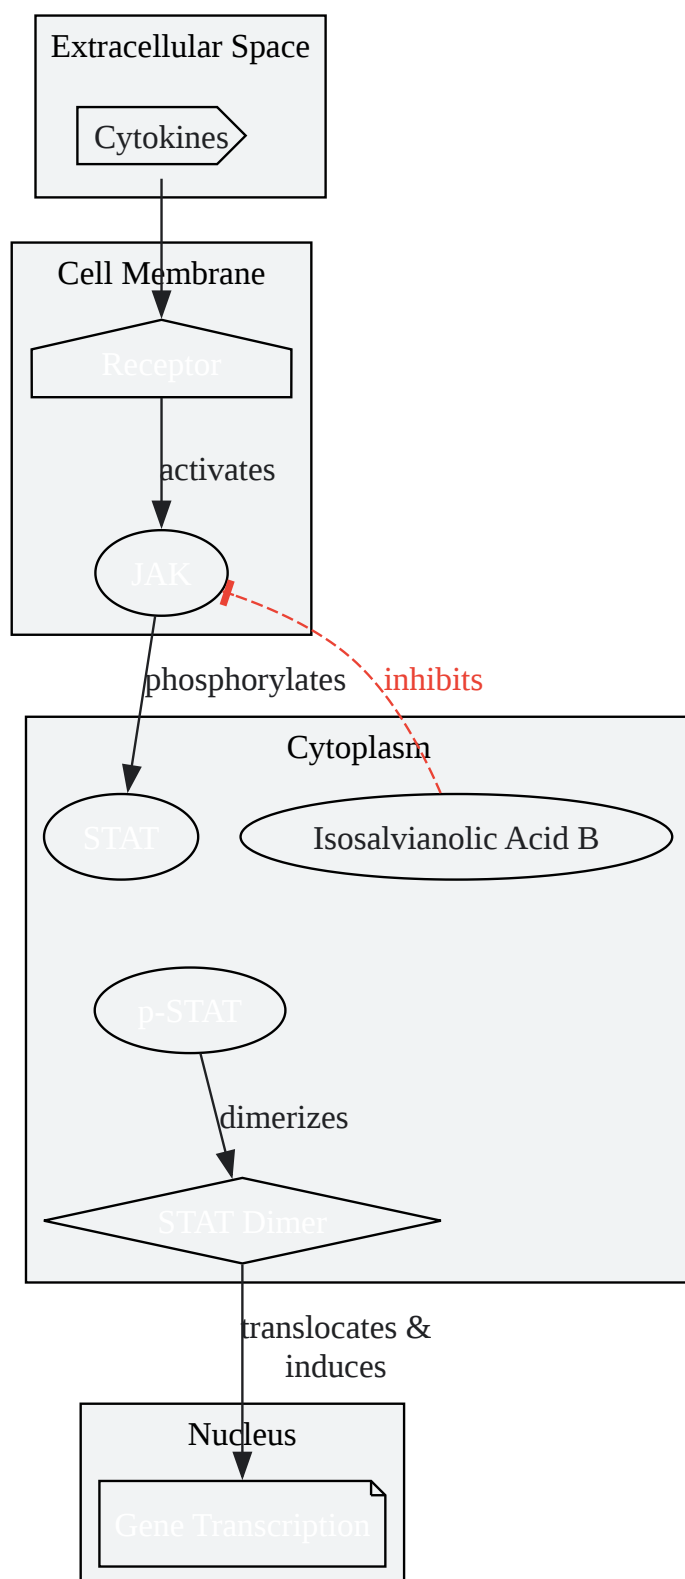 Extracellular Space
Cytokines
Cell Membrane
Receptor
activates
JAK
phosphorylates
inhibits
Cytoplasm
STAT
Isosalvianolic Acid B
p-STAT
dimerizes
STAT Dimer
translocates &
induces
Nucleus
Gene Transcription